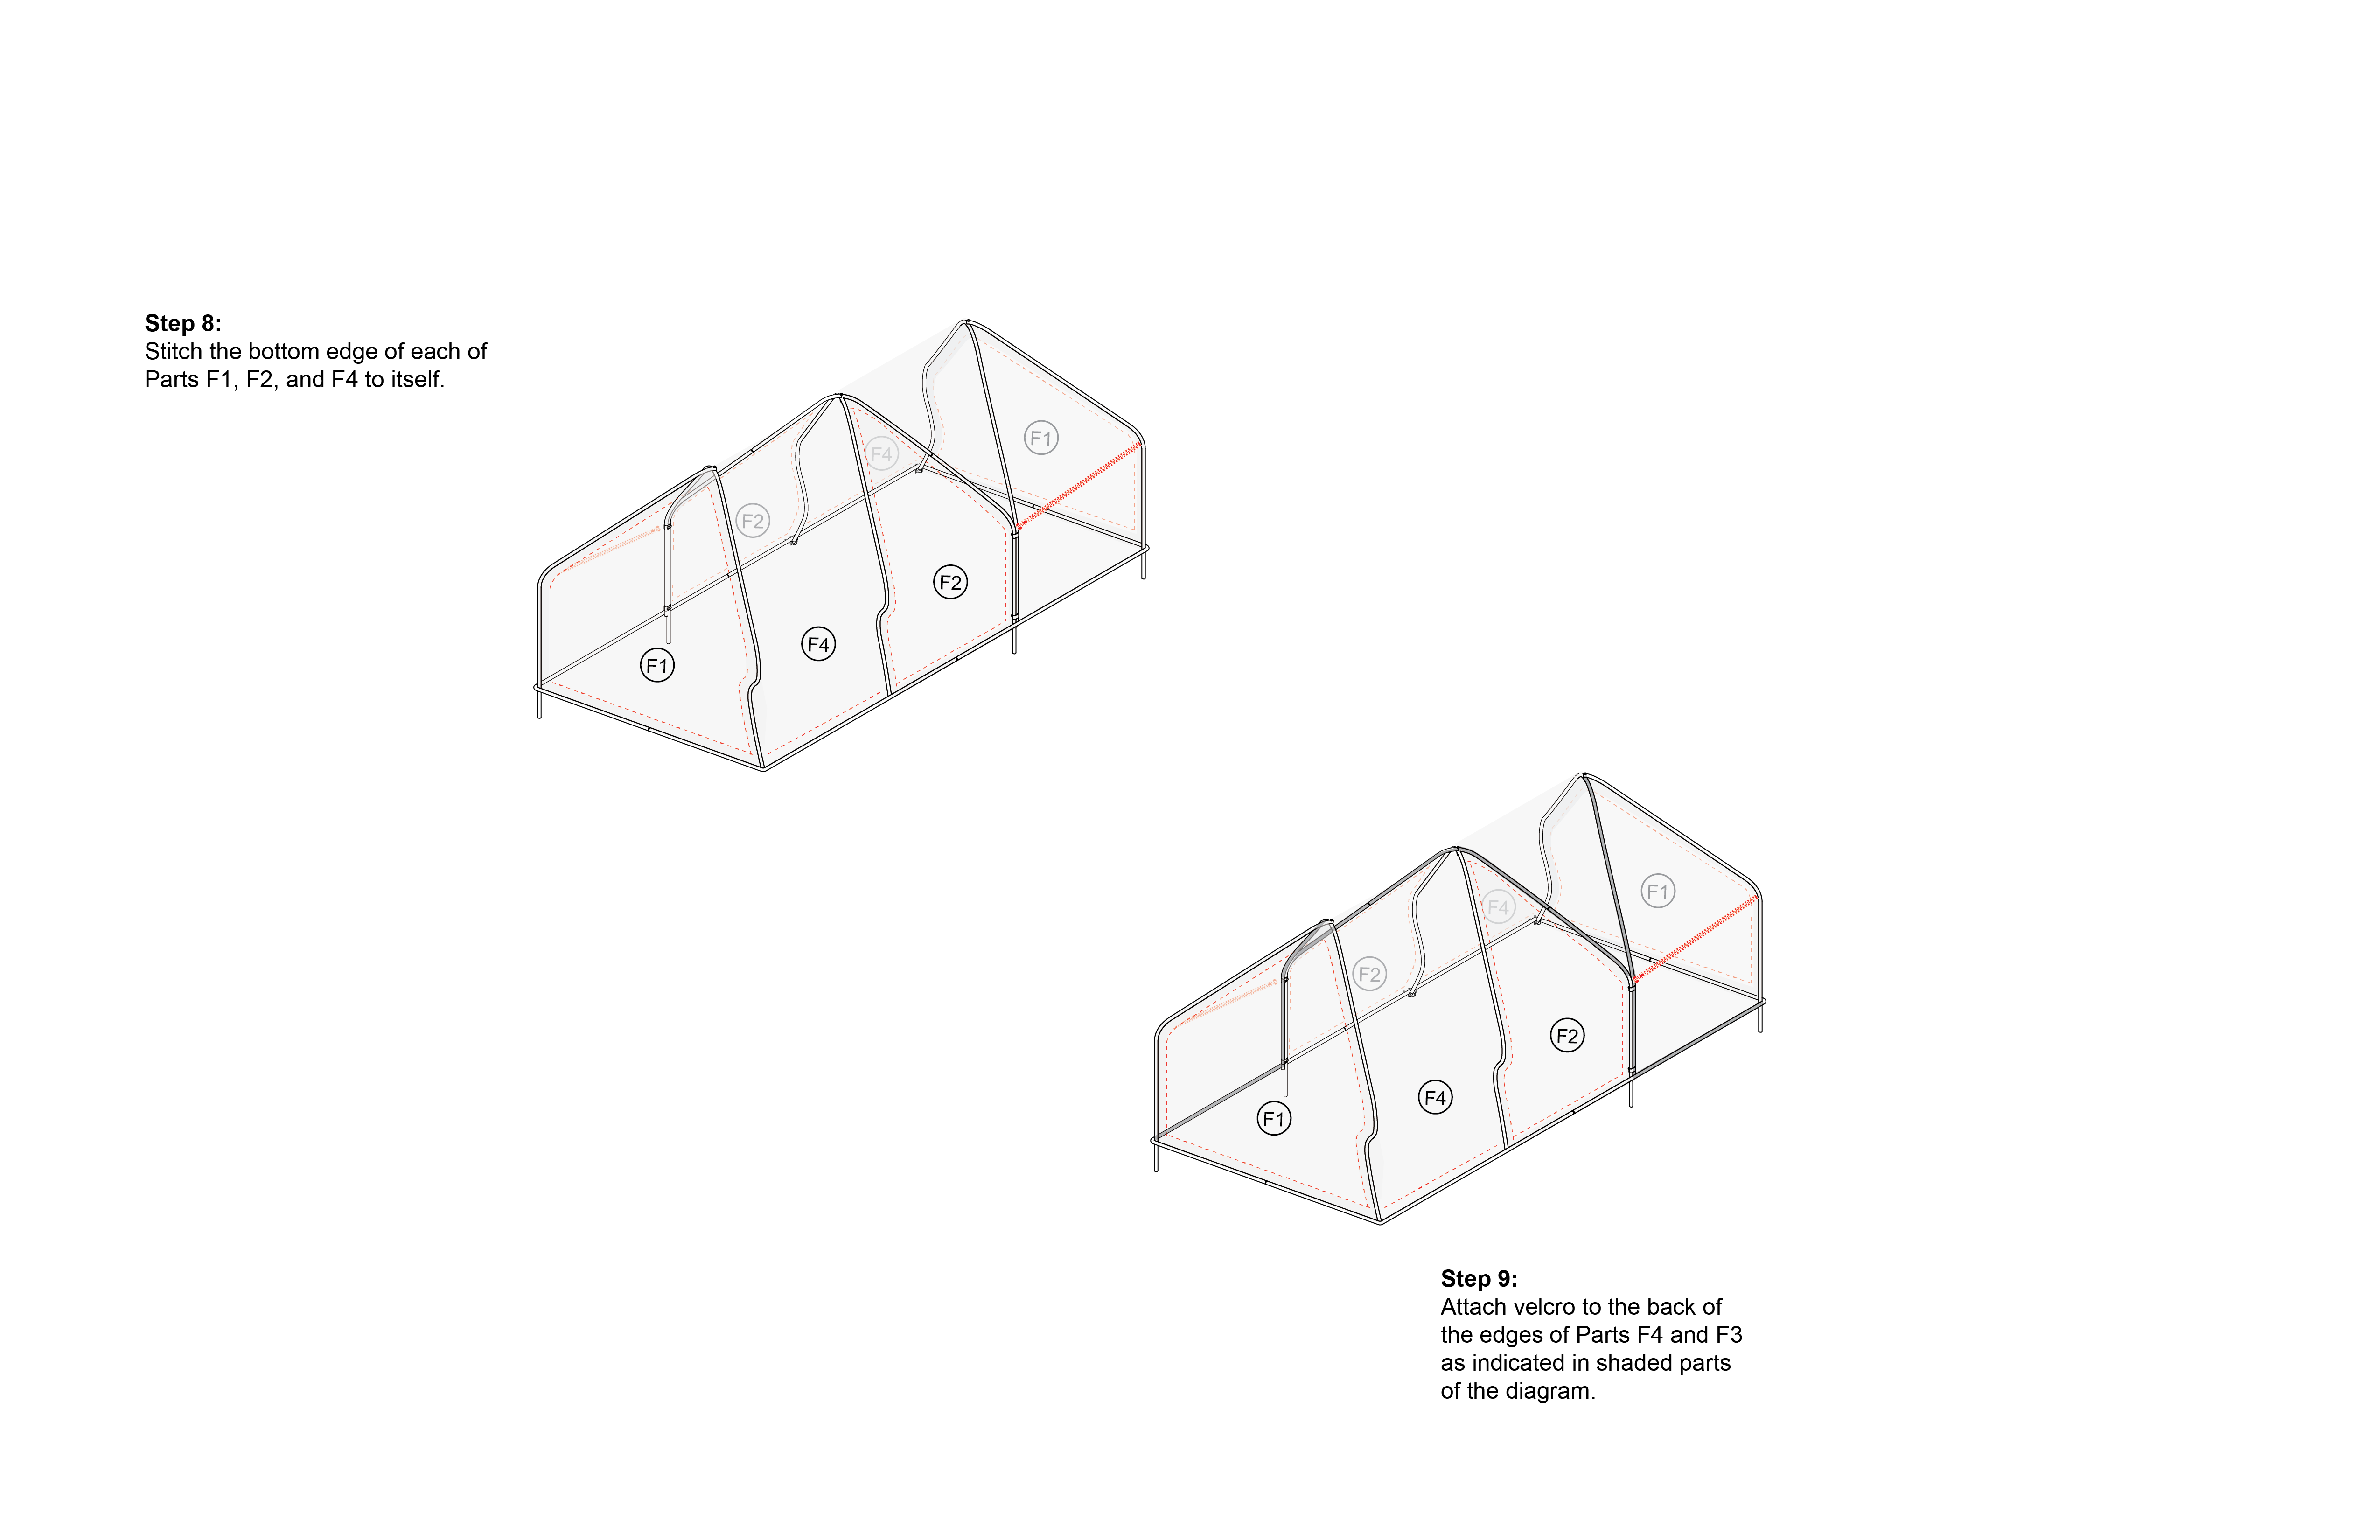 Step 8:
Stitch the bottom edge of each of
Parts F1, F2, and F4 to itself.
F1
F4
F2
F2
F4
F1
F1
F4
F2
F2
F4
F1
Step 9:
Attach velcro to the back of
the edges of Parts F4 and F3
as indicated in shaded parts
of the diagram.